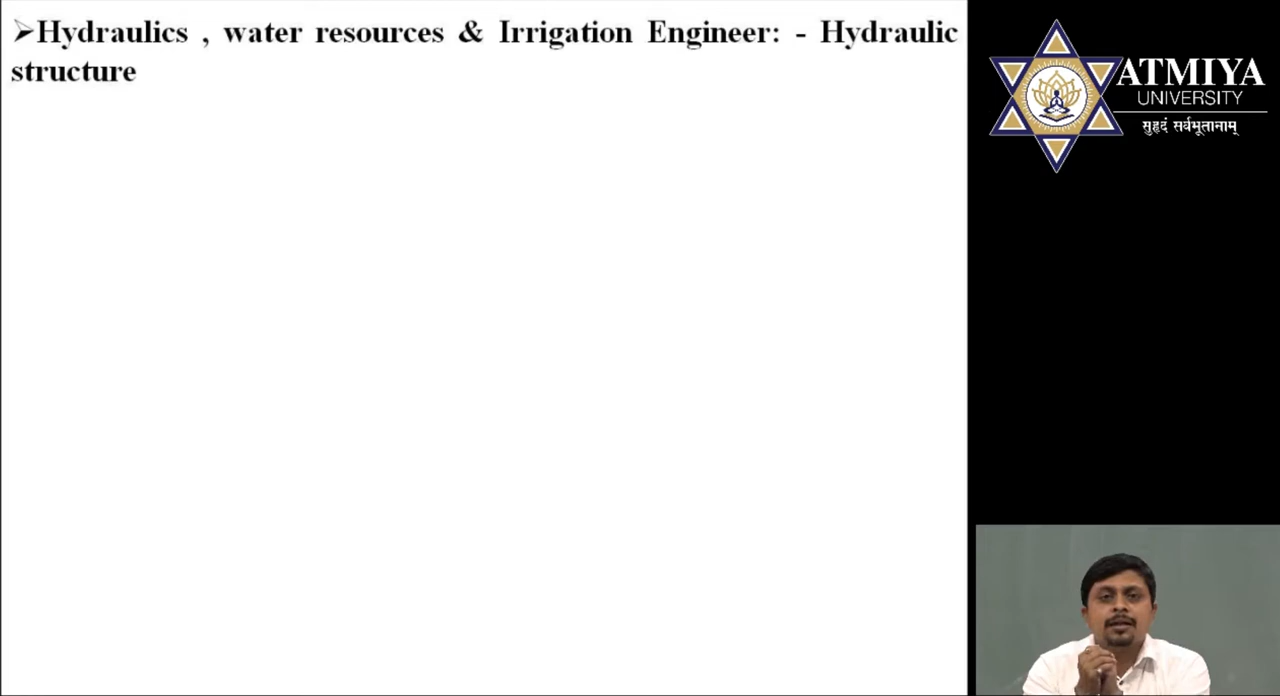 ➢Hydraulics , water resources & Irrigation Engineer: - Hydraulic
structure
ATMIYA
UNIVERSITY
सुहृदं सर्वभूतानाम्